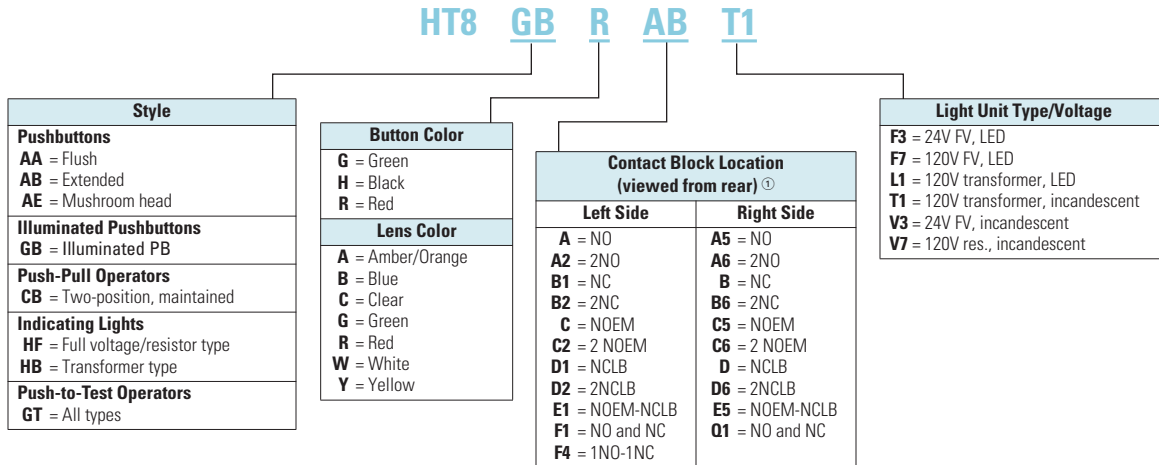 HT8 GB R AB T1
Style
Pushbuttons
AA = Flush
AB = Extended
AE = Mushroom head
Illuminated Pushbuttons
GB = Illuminated PB
Push-Pull Operators
CB = Two-position, maintained
Indicating Lights
HF = Full voltage/resistor type
HB = Transformer type
Push-to-Test Operators
GT = All types
Button Color
G = Green
H = Black
R = Red
Lens Color
A = Amber/Orange
B = Blue
C = Clear
G = Green
R = Red
W = White
Y = Yellow
Contact Block Location
(viewed from rear) ①
Left Side
A = NO
A2 = 2NO
B1 = NC
B2 = 2NC
C = NOEM
C2 = 2 NOEM
D1 = NCLB
D2 = 2NCLB
E1 = NOEM-NCLB
F1 = NO and NC
F4 = 1NO-1NC
Right Side
A5 = NO
A6 = 2NO
B = NC
B6 = 2NC
C5 = NOEM
C6 = 2 NOEM
D = NCLB
D6 = 2NCLB
E5 = NOEM-NCLB
Q1 = NO and NC
Light Unit Type/Voltage
F3 = 24V FV, LED
F7 = 120V FV, LED
L1 = 120V transformer, LED
T1 = 120V transformer, incandescent
V3 = 24V FV, incandescent
V7 = 120V res., incandescent